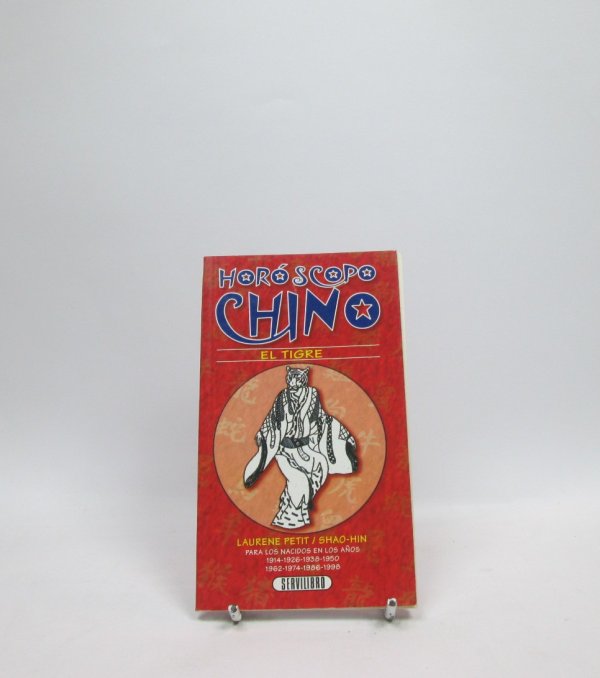 HORÓSCOPO
CHINO
EL TIGRE
LAURENE PETIT / SHAO-HIN
PARA LOS NACIDOS EN LOS AÑOS
1914-1926-1938-1950
1962-1974-1986-1998
SERVILIBRO